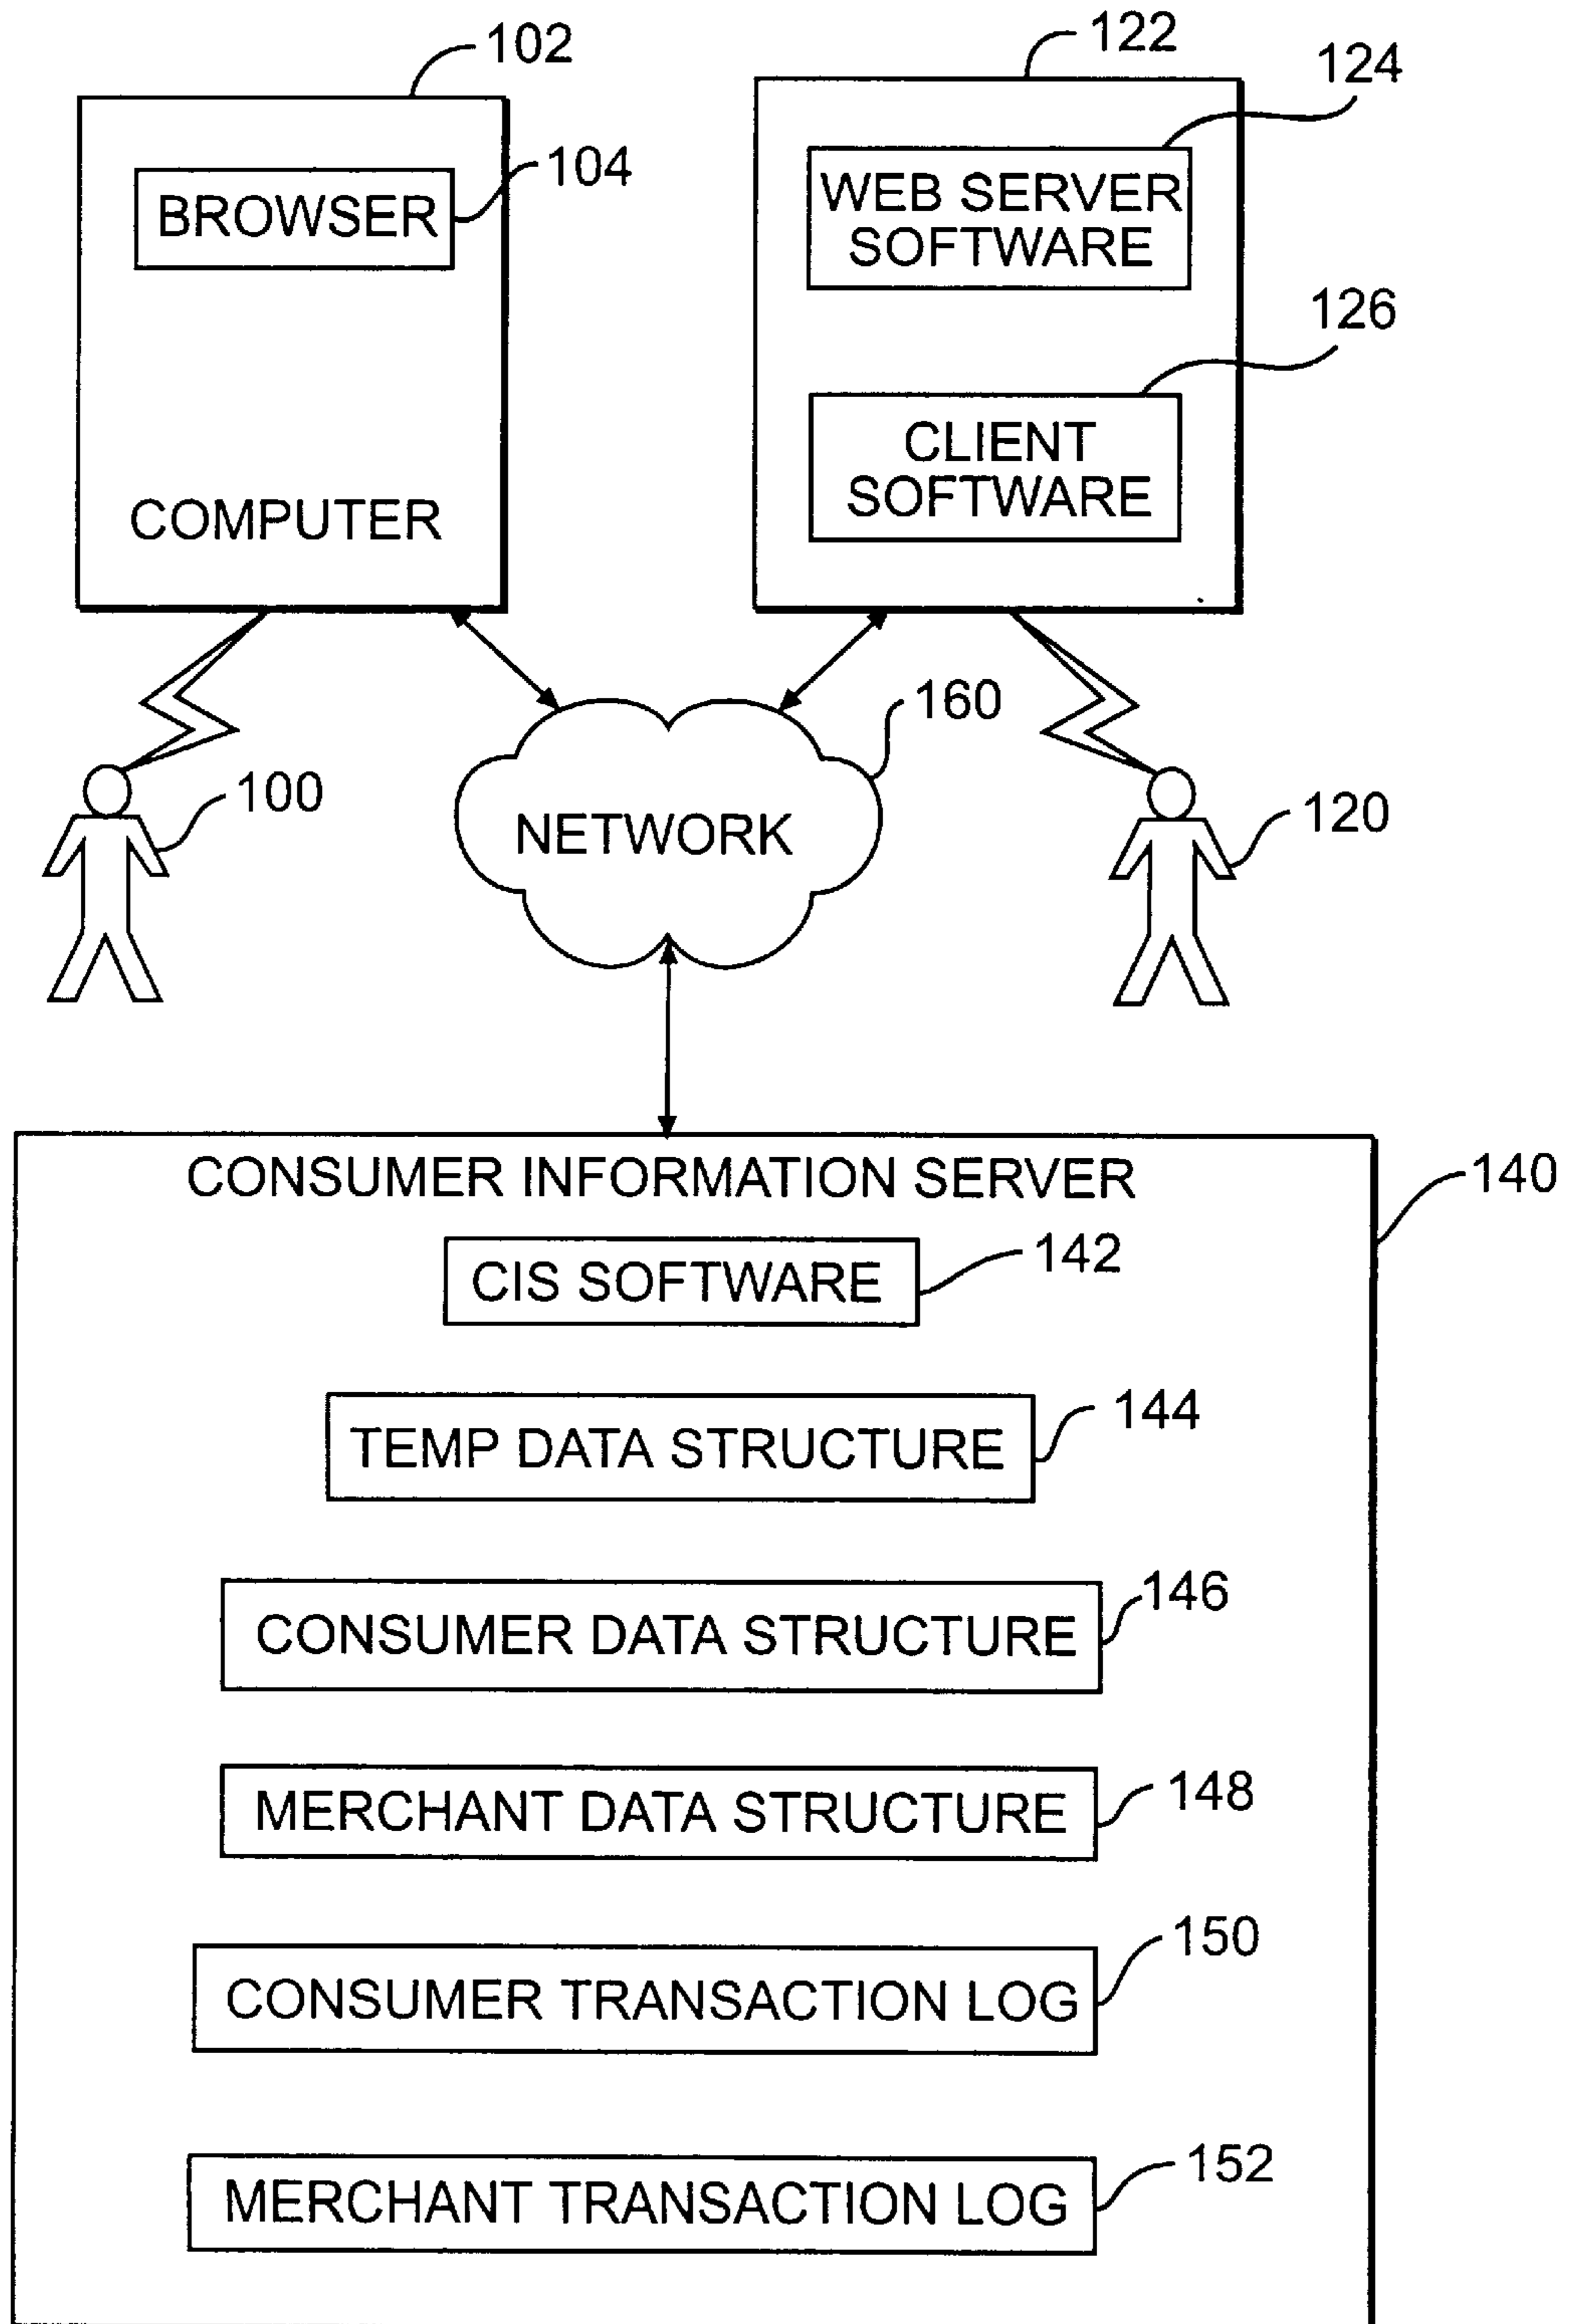 102
122
124
BROWSER
104
WEB SERVER
SOFTWARE
126
CLIENT
SOFTWARE
COMPUTER
160
100
NETWORK
120
CONSUMER INFORMATION SERVER
140
CIS SOFTWARE
142
TEMP DATA STRUCTURE
144
CONSUMER DATA STRUCTURE
146
MERCHANT DATA STRUCTURE
148
CONSUMER TRANSACTION LOG
150
MERCHANT TRANSACTION LOG
152